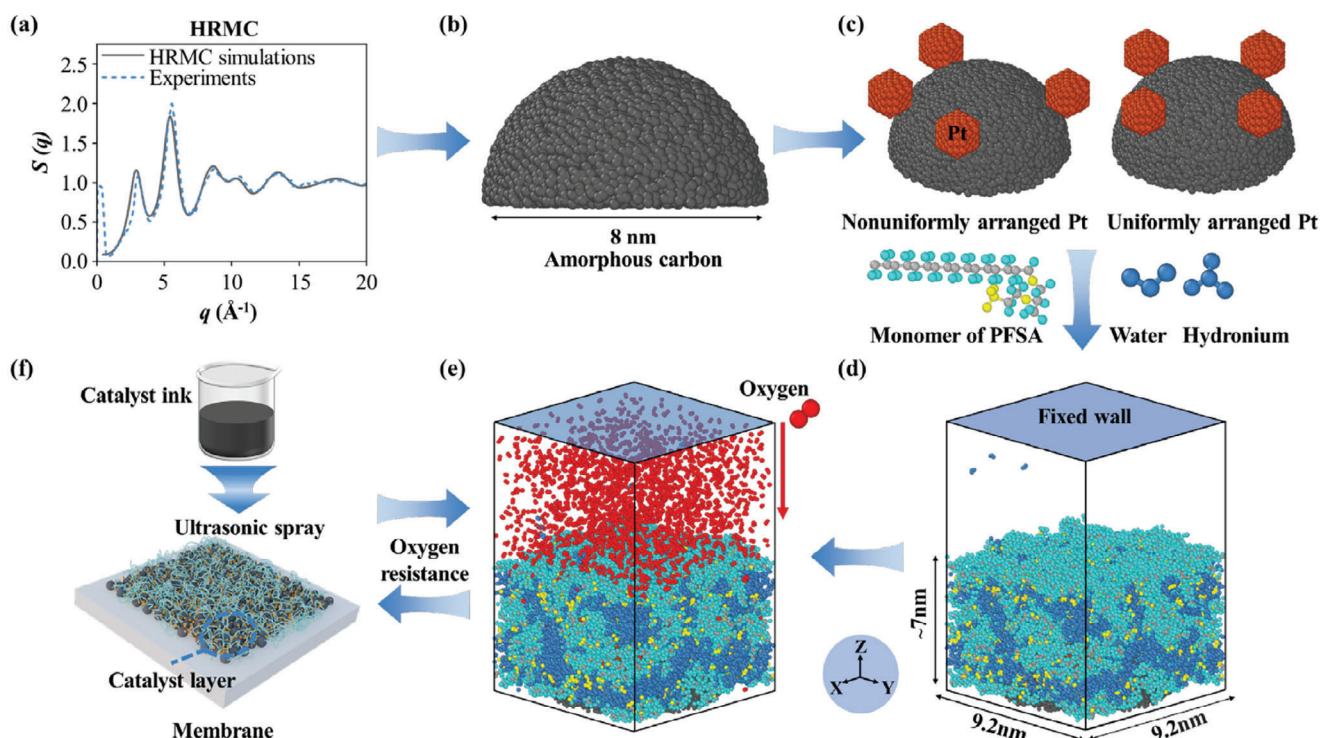 (a)
HRMC
HRMC simulations
Experiments
2.5
2.0
1.5
1.0
0.5
0.0
S (q)
0
5
10
15
20
q (Å⁻¹)
(b)
8 nm
Amorphous carbon
(c)
Pt
Nonuniformly arranged Pt
Uniformly arranged Pt
Monomer of PFSA
Water
Hydronium
(f)
Catalyst ink
Ultrasonic spray
Catalyst layer
Membrane
Oxygen
resistance
(e)
Oxygen
(d)
Fixed wall
~7nm
9.2nm
9.2nm
Z
X
Y